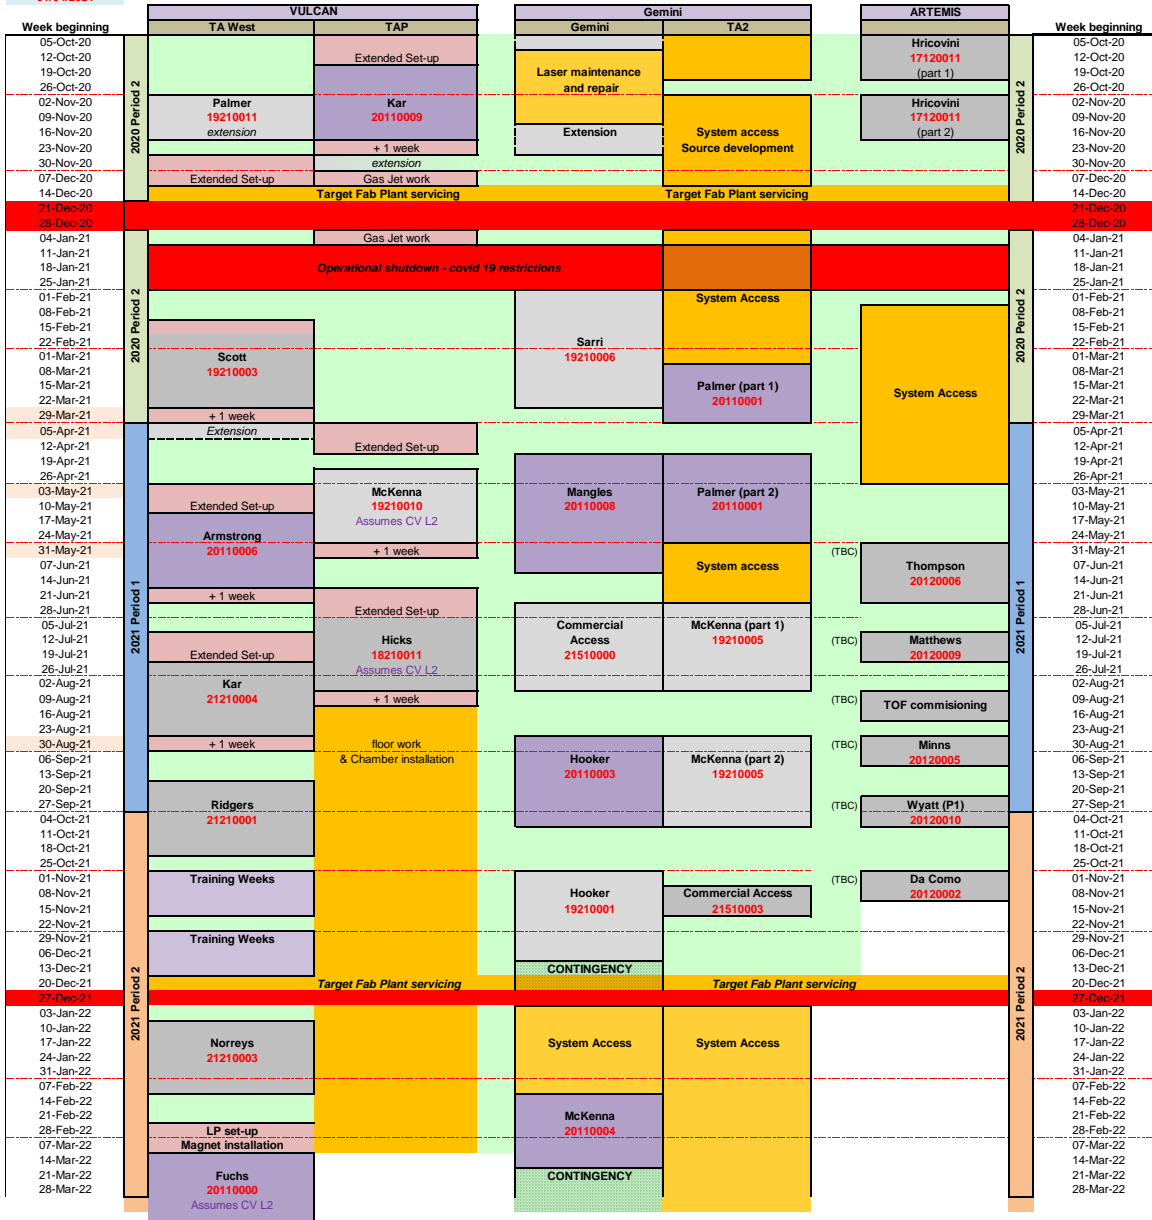 VULCAN
Gemini
ARTEMIS
Week beginning
TA West
TAP
Gemini
TA2
Week beginning
05-Oct-20
Hricovini
05-Oct-20
12-Oct-20
Extended Set-up
17120011
12-Oct-20
19-Oct-20
Laser maintenance
(part 1)
19-Oct-20
26-Oct-20
and repair
26-Oct-20
2020 Period 2
2020 Period 2
02-Nov-20
Palmer
Kar
Hricovini
02-Nov-20
09-Nov-20
19210011
20110009
17120011
09-Nov-20
16-Nov-20
extension
Extension
System access
(part 2)
16-Nov-20
23-Nov-20
+ 1 week
Source development
23-Nov-20
30-Nov-20
extension
30-Nov-20
07-Dec-20
Extended Set-up
Gas Jet work
07-Dec-20
14-Dec-20
Target Fab Plant servicing
Target Fab Plant servicing
14-Dec-20
21-Dec-20
21-Dec-20
28-Dec-20
28-Dec-20
04-Jan-21
Gas Jet work
04-Jan-21
11-Jan-21
11-Jan-21
18-Jan-21
Operational shutdown - covid 19 restrictions
18-Jan-21
25-Jan-21
25-Jan-21
01-Feb-21
System Access
01-Feb-21
08-Feb-21
08-Feb-21
2020 Period 2
2020 Period 2
15-Feb-21
15-Feb-21
22-Feb-21
Sarri
22-Feb-21
01-Mar-21
Scott
19210006
01-Mar-21
08-Mar-21
19210003
08-Mar-21
15-Mar-21
Palmer (part 1)
15-Mar-21
22-Mar-21
20110001
System Access
22-Mar-21
29-Mar-21
+ 1 week
29-Mar-21
05-Apr-21
Extension
05-Apr-21
12-Apr-21
Extended Set-up
12-Apr-21
19-Apr-21
19-Apr-21
26-Apr-21
26-Apr-21
03-May-21
McKenna
Mangles
Palmer (part 2)
03-May-21
10-May-21
Extended Set-up
19210010
20110008
20110001
10-May-21
17-May-21
Assumes CV L2
17-May-21
24-May-21
Armstrong
24-May-21
31-May-21
20110006
+ 1 week
(TBC)
31-May-21
07-Jun-21
System access
Thompson
07-Jun-21
14-Jun-21
20120006
14-Jun-21
21-Jun-21
+ 1 week
21-Jun-21
2021 Period 1
2021 Period 1
28-Jun-21
Extended Set-up
28-Jun-21
05-Jul-21
Commercial
McKenna (part 1)
05-Jul-21
12-Jul-21
Hicks
Access
19210005
(TBC)
Matthews
12-Jul-21
19-Jul-21
Extended Set-up
18210011
21510000
20120009
19-Jul-21
26-Jul-21
Assumes CV L2
26-Jul-21
02-Aug-21
Kar
02-Aug-21
09-Aug-21
21210004
+ 1 week
(TBC)
TOF commisioning
09-Aug-21
16-Aug-21
16-Aug-21
23-Aug-21
23-Aug-21
30-Aug-21
+ 1 week
floor work
(TBC)
Minns
30-Aug-21
06-Sep-21
& Chamber installation
Hooker
McKenna (part 2)
20120005
06-Sep-21
13-Sep-21
20110003
19210005
13-Sep-21
20-Sep-21
20-Sep-21
27-Sep-21
Ridgers
(TBC)
Wyatt (P1)
27-Sep-21
04-Oct-21
21210001
20120010
04-Oct-21
11-Oct-21
11-Oct-21
18-Oct-21
18-Oct-21
25-Oct-21
25-Oct-21
01-Nov-21
Training Weeks
(TBC)
Da Como
01-Nov-21
08-Nov-21
Hooker
Commercial Access
20120002
08-Nov-21
15-Nov-21
19210001
21510003
15-Nov-21
22-Nov-21
22-Nov-21
29-Nov-21
Training Weeks
29-Nov-21
06-Dec-21
06-Dec-21
13-Dec-21
CONTINGENCY
13-Dec-21
20-Dec-21
Target Fab Plant servicing
Target Fab Plant servicing
20-Dec-21
2021 Period 2
2021 Period 2
27-Dec-21
27-Dec-21
03-Jan-22
03-Jan-22
10-Jan-22
10-Jan-22
17-Jan-22
Norreys
System Access
System Access
17-Jan-22
24-Jan-22
21210003
24-Jan-22
31-Jan-22
31-Jan-22
07-Feb-22
07-Feb-22
14-Feb-22
14-Feb-22
21-Feb-22
McKenna
21-Feb-22
28-Feb-22
LP set-up
20110004
28-Feb-22
07-Mar-22
Magnet installation
07-Mar-22
14-Mar-22
14-Mar-22
21-Mar-22
Fuchs
CONTINGENCY
21-Mar-22
28-Mar-22
20110000
28-Mar-22
Assumes CV L2